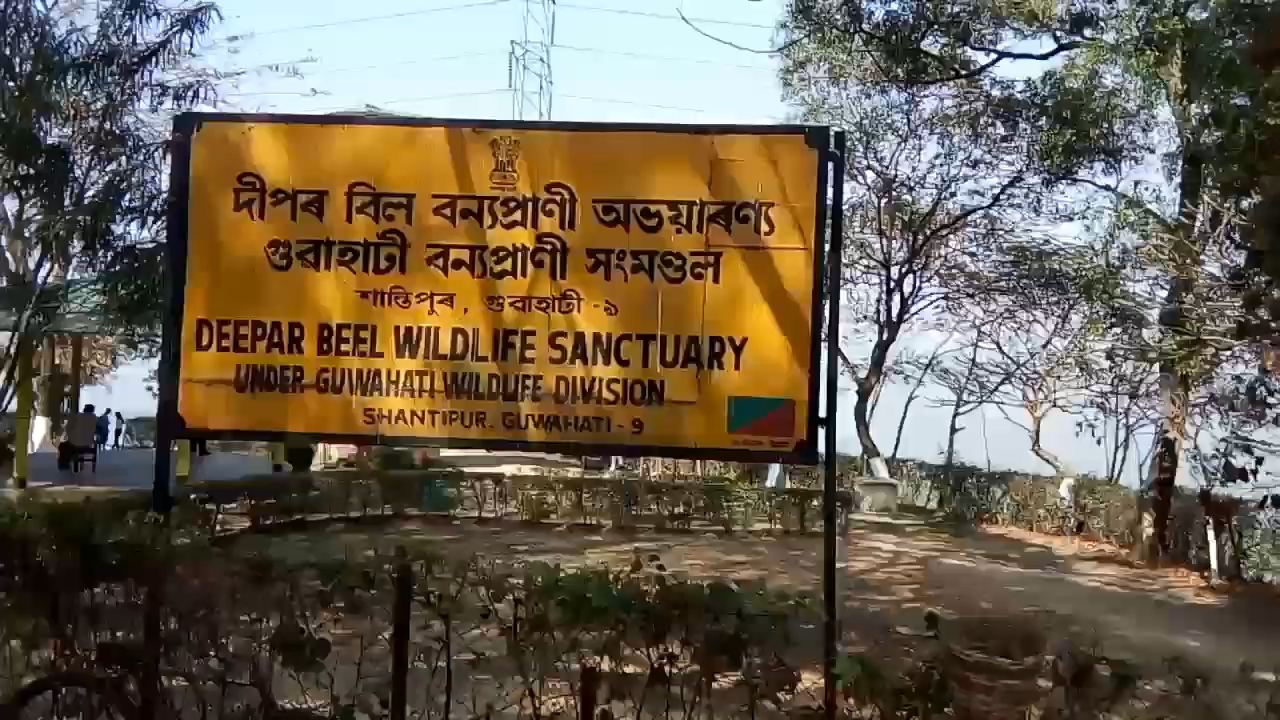 দীপৰ বিল বন্যপ্ৰাণী অভয়াৰণ্য
গুৱাহাটী বন্যপ্ৰাণী সংমণ্ডল
শান্তিপুৰ, গুৱাহাটী -৯
DEEPAR BEEL WILDLIFE SANCTUARY
UNDER GUWAHATI WILDLIFE DIVISION
SHANTIPUR. GUWAHATI - 9